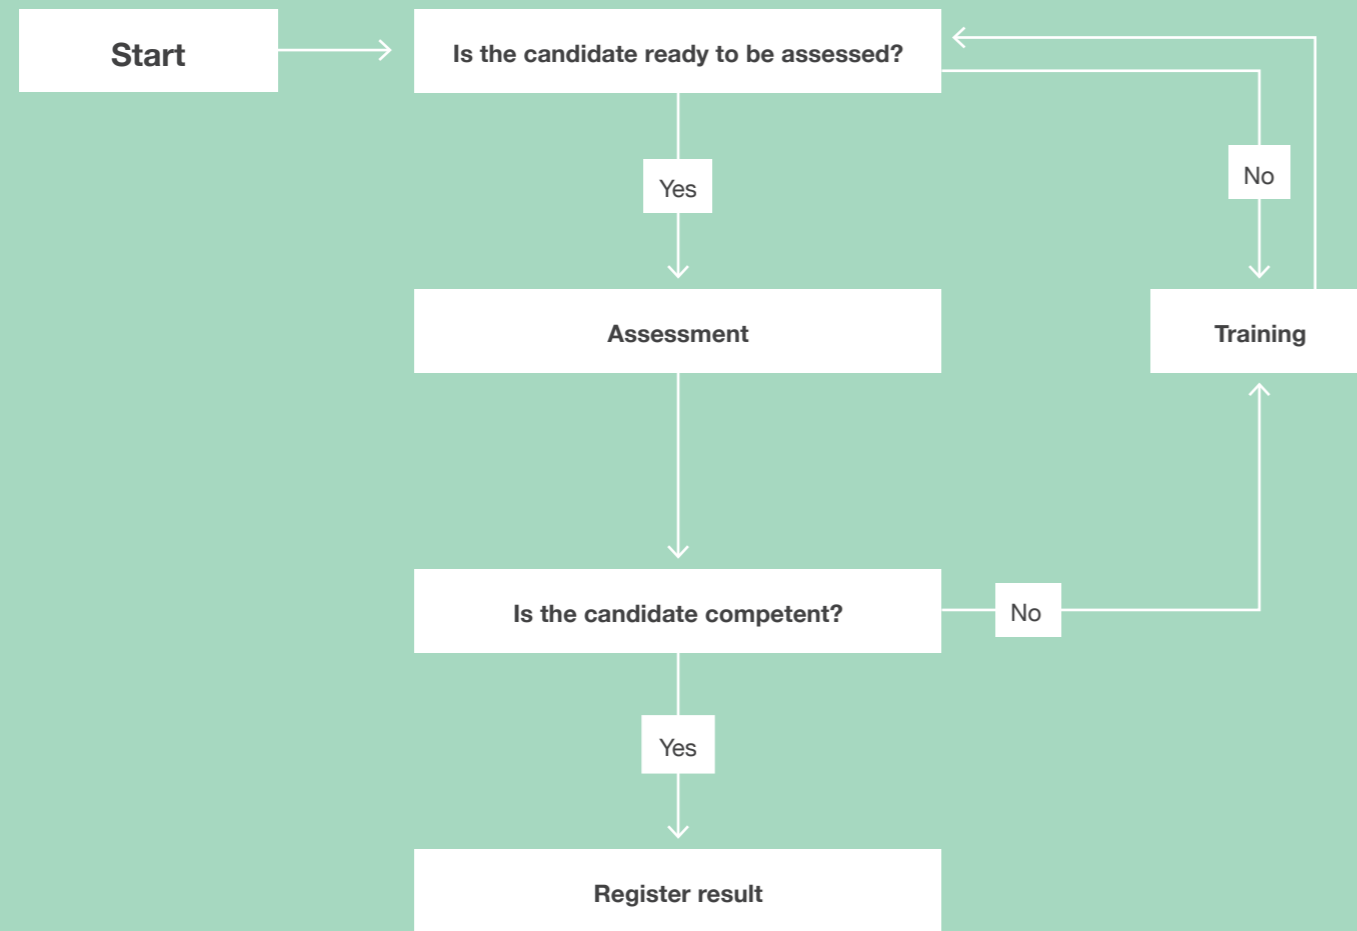 Start
Is the candidate ready to be assessed?
Yes
No
Assessment
Training
Is the candidate competent?
No
Yes
Register result